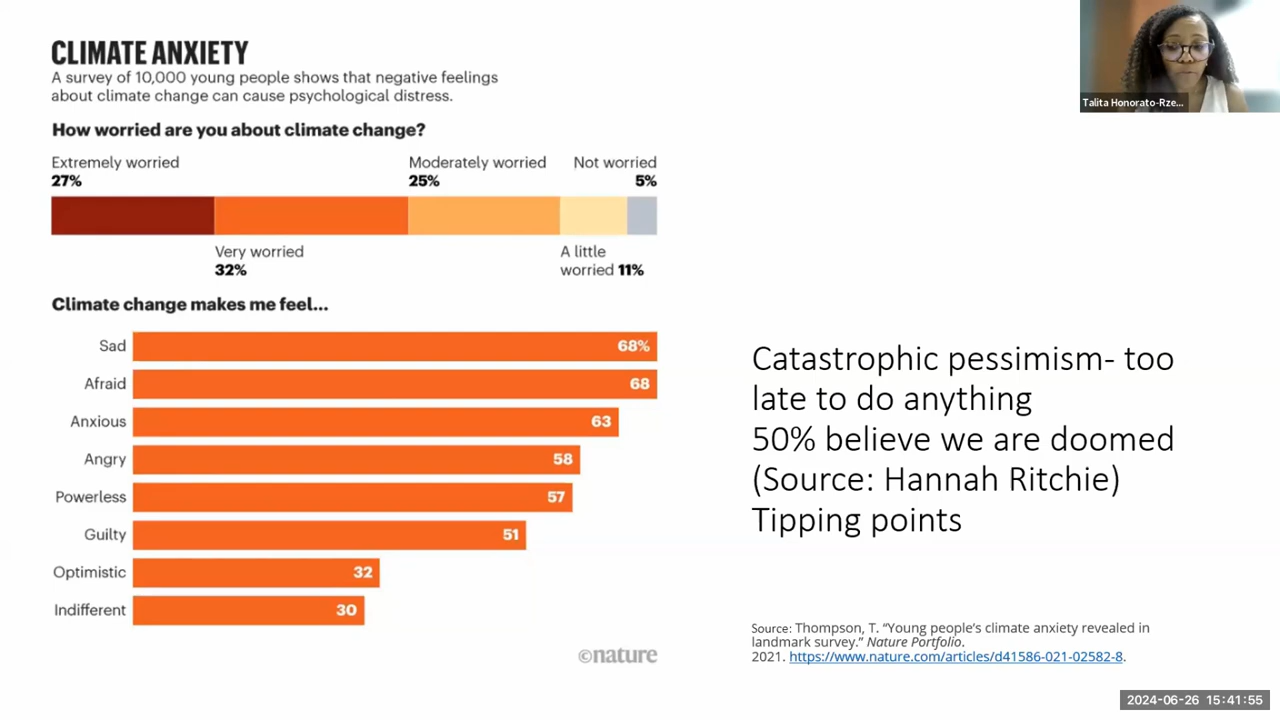 CLIMATE ANXIETY
A survey of 10,000 young people shows that negative feelings
about climate change can cause psychological distress.
How worried are you about climate change?
Extremely worried
27%
Moderately worried
25%
Not worried
5%
Very worried
32%
A little
worried 11%
Climate change makes me feel...
Sad 68%
Afraid 68
Anxious 63
Angry 58
Powerless 57
Guilty 51
Optimistic 32
Indifferent 30
©nature
Catastrophic pessimism- too
late to do anything
50% believe we are doomed
(Source: Hannah Ritchie)
Tipping points
Source: Thompson, T. “Young people’s climate anxiety revealed in
landmark survey.” Nature Portfolio.
2021. https://www.nature.com/articles/d41586-021-02582-8.
Talita Honorato-Rze...
2024-06-26 15:41:55